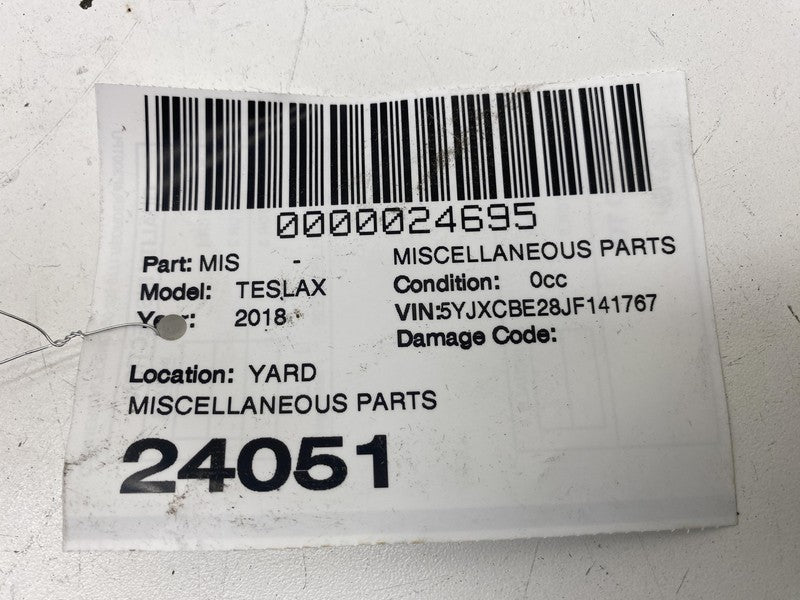 0000024695
Part: MIS - MISCELLANEOUS PARTS
Model: TESLAX Condition: 0cc
Year: 2018 VIN:5YJXCBE28JF141767
Damage Code:
Location: YARD
MISCELLANEOUS PARTS
24051